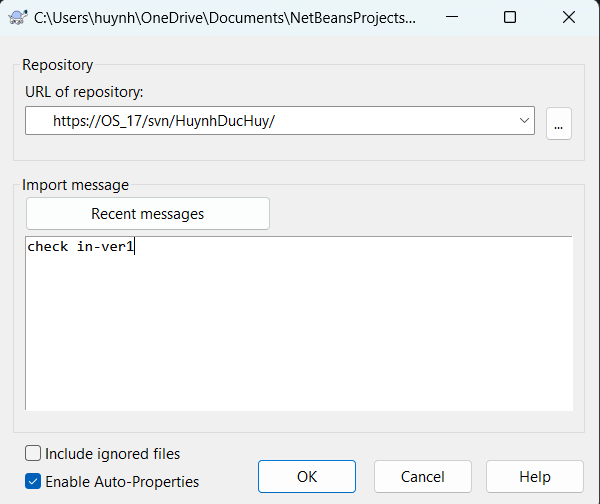 C:\Users\huynh\OneDrive\Documents\NetBeansProjects...
Repository
URL of repository:
https://OS_17/svn/HuynhDucHuy/
...
Import message
Recent messages
check in-ver1
Include ignored files
Enable Auto-Properties
OK
Cancel
Help